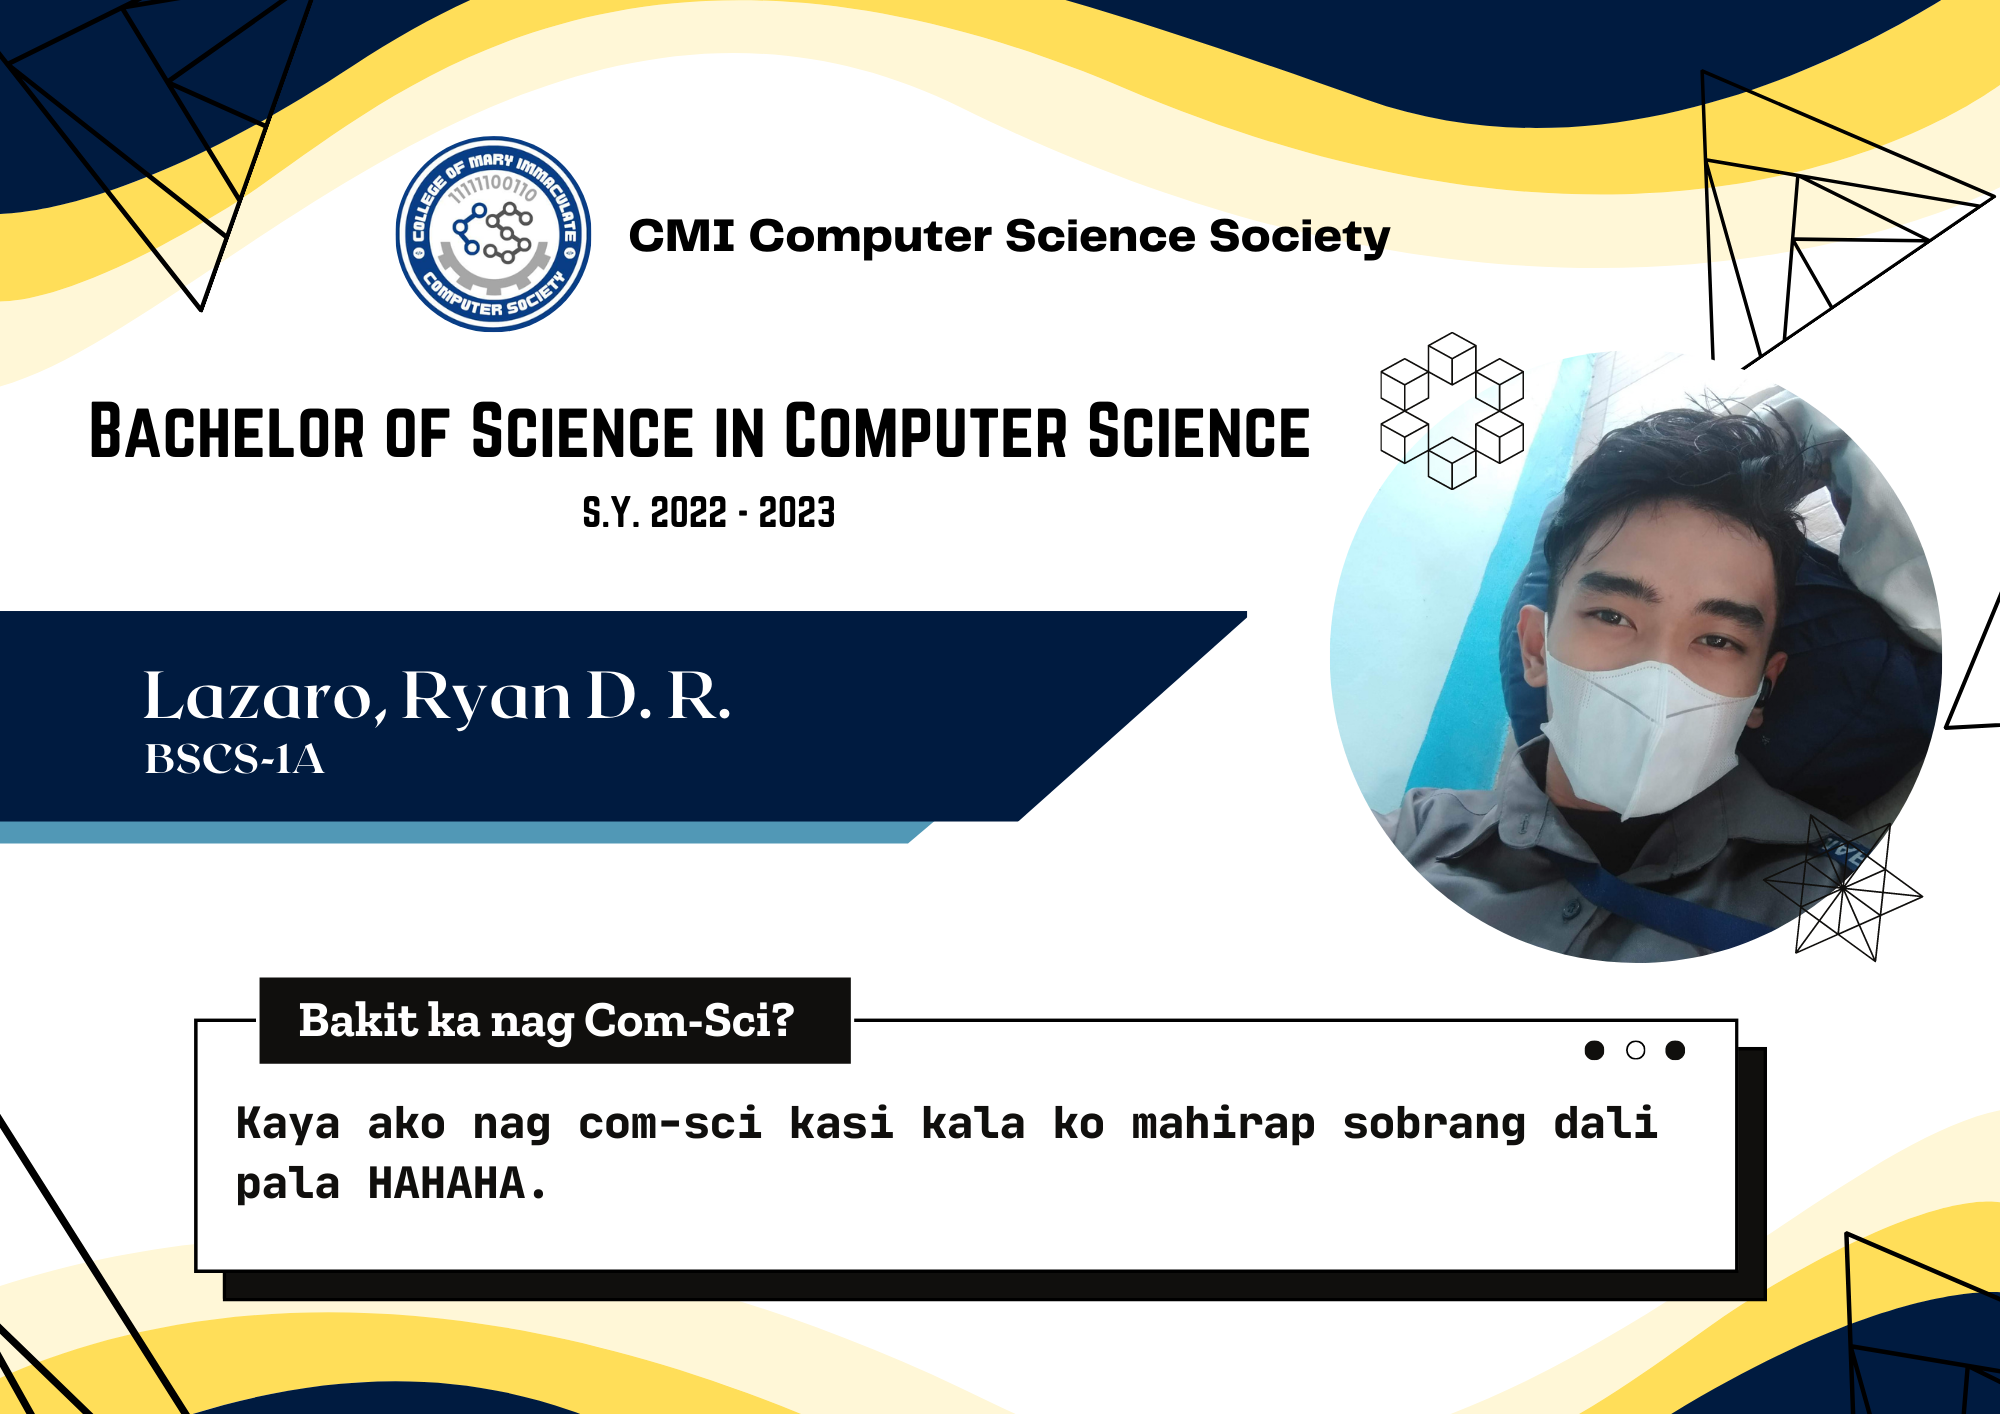 COLLEGE OF MARY IMMACULATE
11111100110
COMPUTER SOCIETY
CMI Computer Science Society
Bachelor of Science in Computer Science
S.Y. 2022 - 2023
Lazaro, Ryan D. R.
BSCS-1A
Bakit ka nag Com-Sci?
Kaya ako nag com-sci kasi kala ko mahirap sobrang dali
pala HAHAHA.